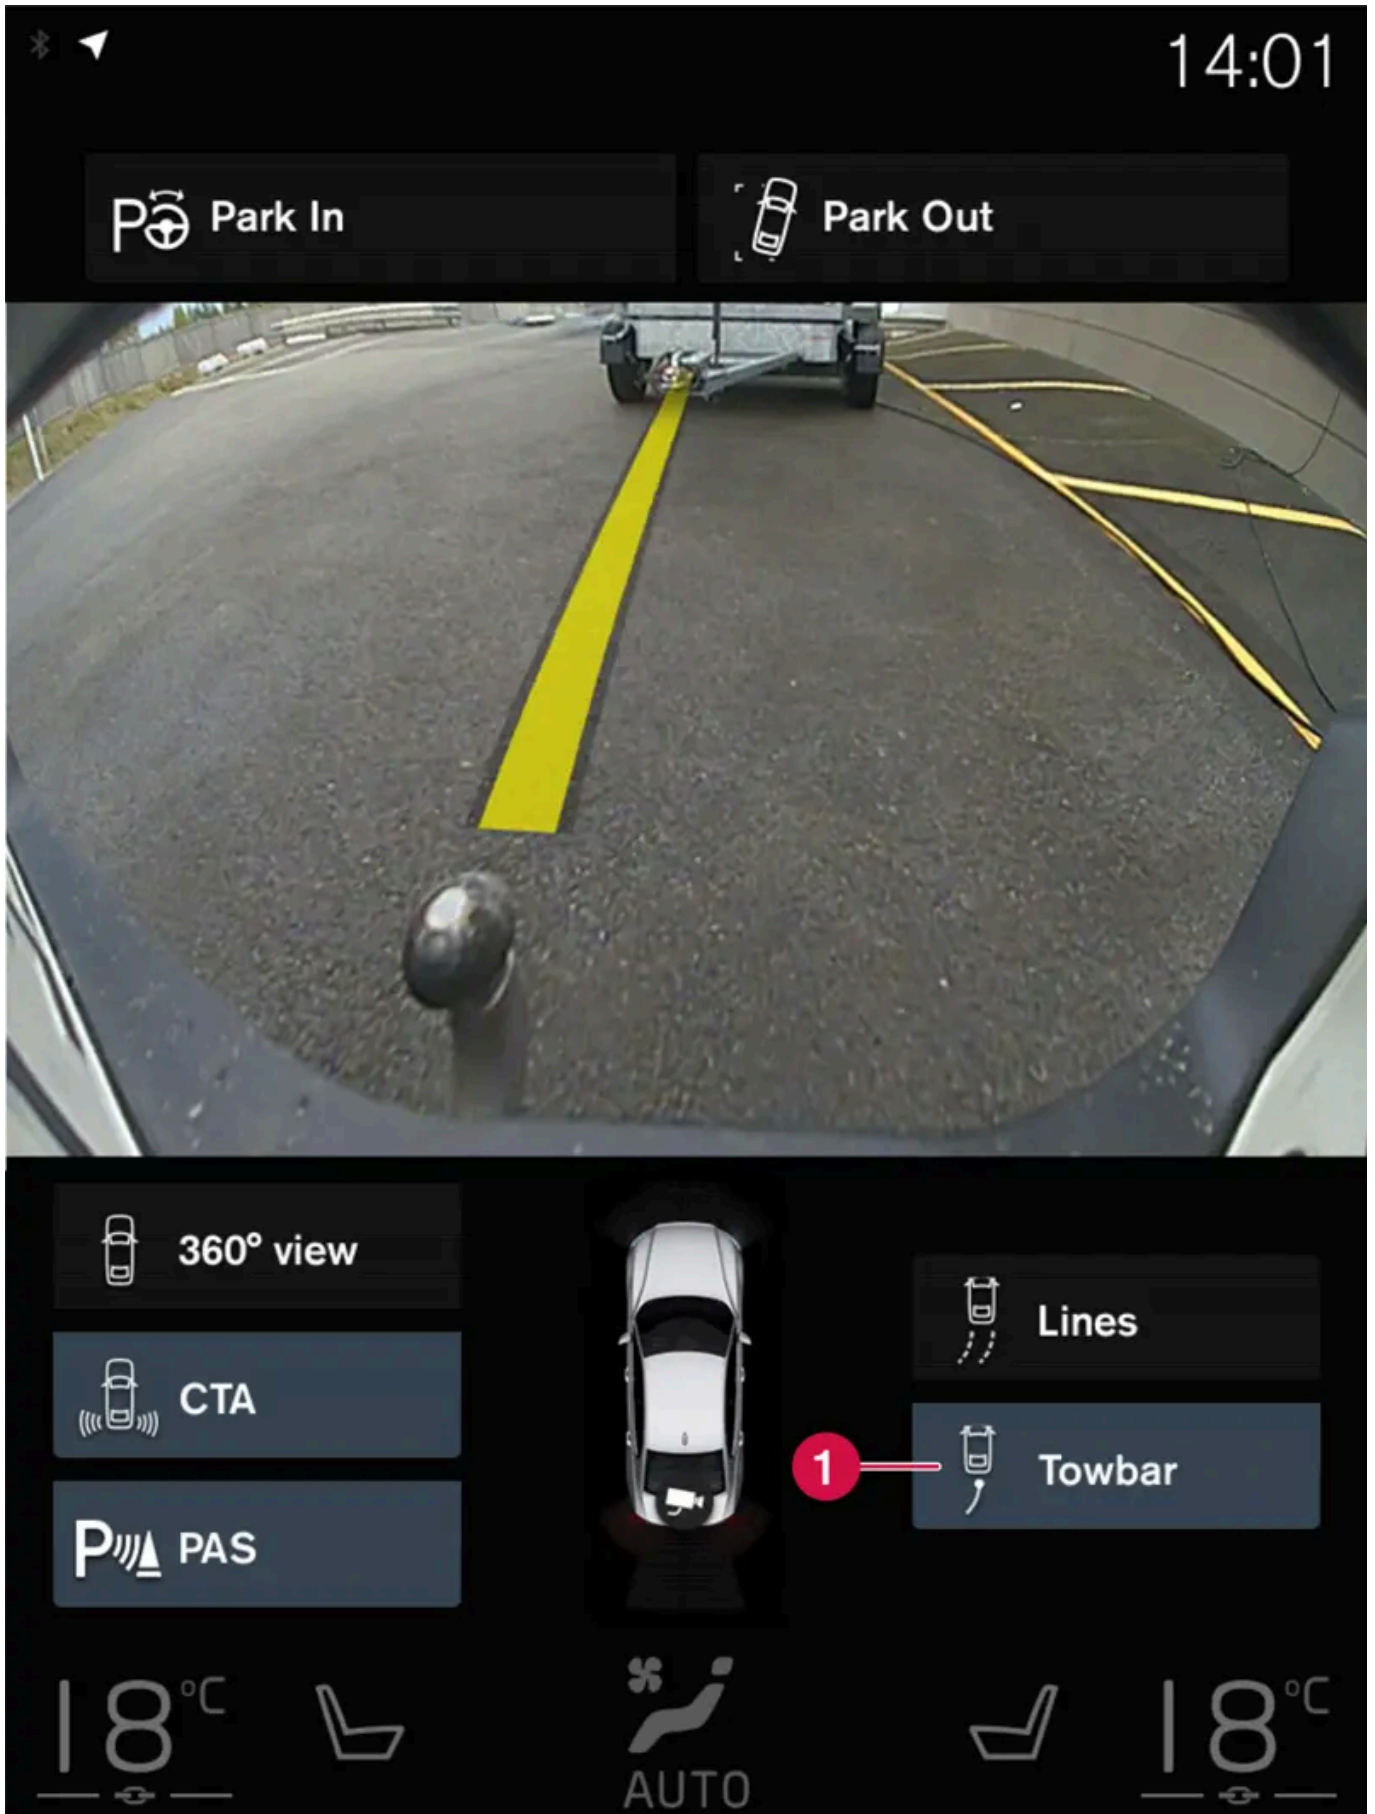 14:01
Park In
Park Out
360° view
CTA
PAS
Lines
1
Towbar
18°C
AUTO
18°C